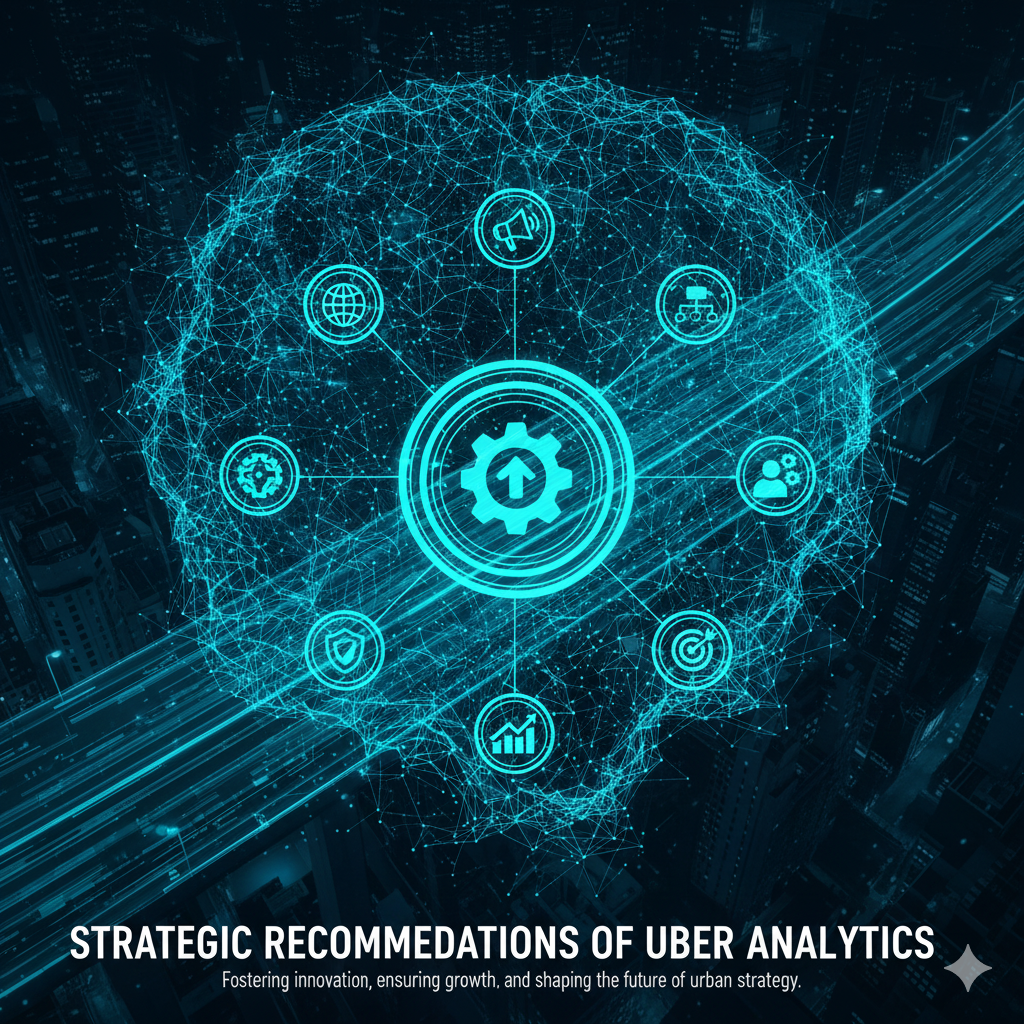 STRATEGIC RECOMMEDATIONS OF UBER ANALYTICS
Fostering innovation, ensuring growth, and shaping the future of urban strategy.